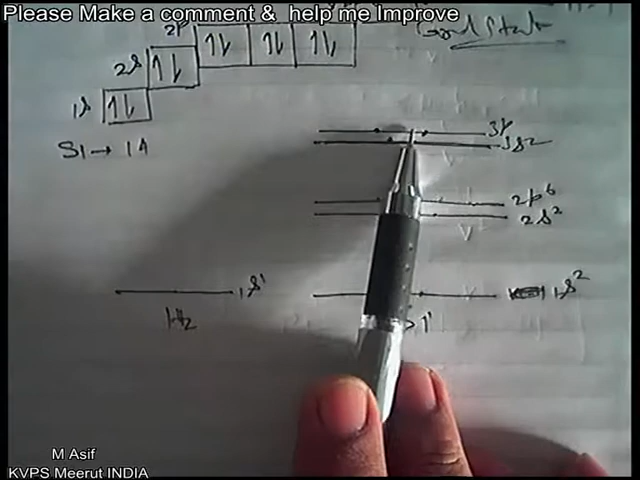 Please Make a comment & help me Improve
2p ↑↓ ↑↓ ↑↓
2s ↑↓
1s ↑↓
Si → 14
3p
3s²
2p⁶
2s²
1s¹
1s²
H₂
M Asif
KVPS Meerut INDIA